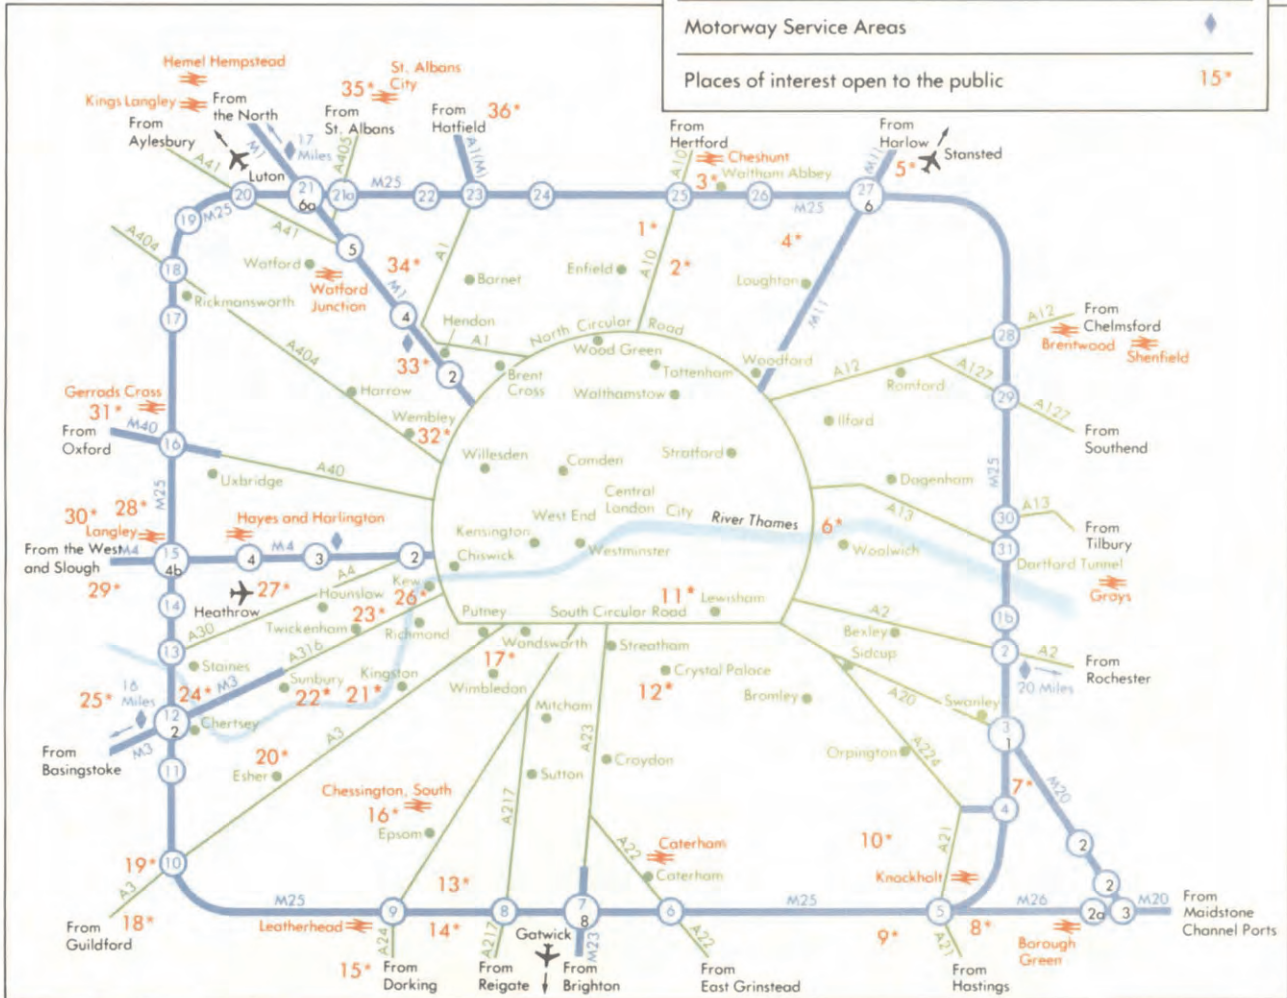 Motorway Service Areas
Places of interest open to the public 15*
Hemel Hempstead
Kings Langley
From
the North
From
Aylesbury
A41
Luton
M1
17
Miles
35*
St. Albans
City
From
St. Albans
A405
From
Hatfield
36*
A1(M)
From
Hertford
A10
Cheshunt
3*
Waltham Abbey
From
Harlow
M11
5*
Stansted
19
M25
20
21
6a
21a
M25
22
23
24
25
26
M25
27
6
A41
5
A404
18
17
Rickmansworth
Watford
Watford
Junction
34*
M1
4
33*
2
A1
Barnet
Hendon
A1
Brent
Cross
1*
Enfield
A10
2*
4*
Loughton
M11
North Circular Road
Wood Green
Tottenham
Walthamstow
Woodford
28
A12
From
Chelmsford
Brentwood
Shenfield
A12
Romford
A127
29
A127
From
Southend
Ilford
A404
Harrow
Wembley
32*
Gerrads Cross
31*
From
Oxford
M40
16
A40
Uxbridge
M25
Willesden
Camden
Stratford
Dagenham
A13
M25
30
A13
From
Tilbury
31
Dartford Tunnel
Grays
28*
30*
Langley
Hayes and Harlington
From the West
and Slough
M4
15
4b
4
M4
3
2
29*
Kensington
West End
Central
London
City
River Thames
6*
Woolwich
Chiswick
Westminster
14
Heathrow
27*
A4
Hounslow
Kew
26*
23*
Twickenham
Richmond
11*
Lewisham
Putney
South Circular Road
Wandsworth
Streatham
A2
Bexley
Sidcup
1b
2
A2
From
Rochester
20 Miles
13
A30
Staines
A316
Sunbury
22*
21*
Kingston
17*
Wimbledon
Crystal Palace
12*
Bromley
A20
Swanley
25*
16
Miles
24*
M3
12
2
Chertsey
M3
From
Basingstoke
11
20*
Esher
A3
Mitcham
A23
Croydon
Sutton
A217
Orpington
A224
3
1
7*
M20
4
2
Chessington, South
16*
Epsom
A22
Caterham
Caterham
10*
A21
Knockholt
19*
10
A3
18*
From
Guildford
M25
Leatherhead
13*
9
14*
A24
15*
From
Dorking
8
A217
From
Reigate
7
8
Gatwick
M23
From
Brighton
6
A22
From
East Grinstead
M25
5
9*
8*
A21
From
Hastings
M26
Borough
Green
2
2a
3
M20
From
Maidstone
Channel Ports